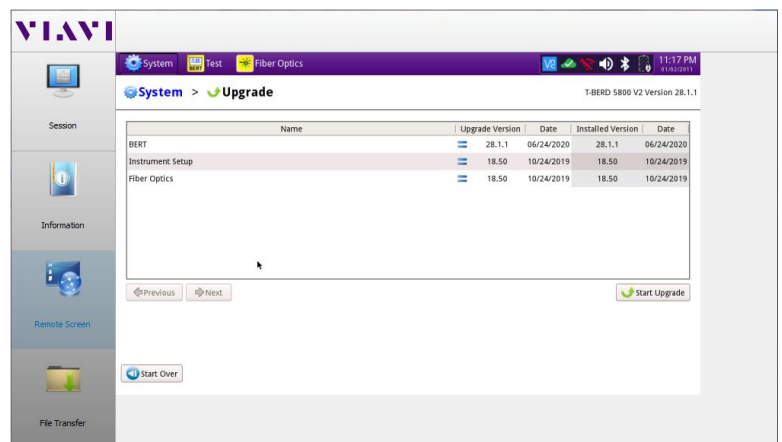 VIAVI
System Test Fiber Optics 11:17 PM
01/02/2011
System > Upgrade T-BERD 5800 V2 Version 28.1.1
Session
Name Upgrade Version Date Installed Version Date
BERT 28.1.1 06/24/2020 28.1.1 06/24/2020
Instrument Setup 18.50 10/24/2019 18.50 10/24/2019
Fiber Optics 18.50 10/24/2019 18.50 10/24/2019
Information
Previous Next Start Upgrade
Remote Screen
Start Over
File Transfer